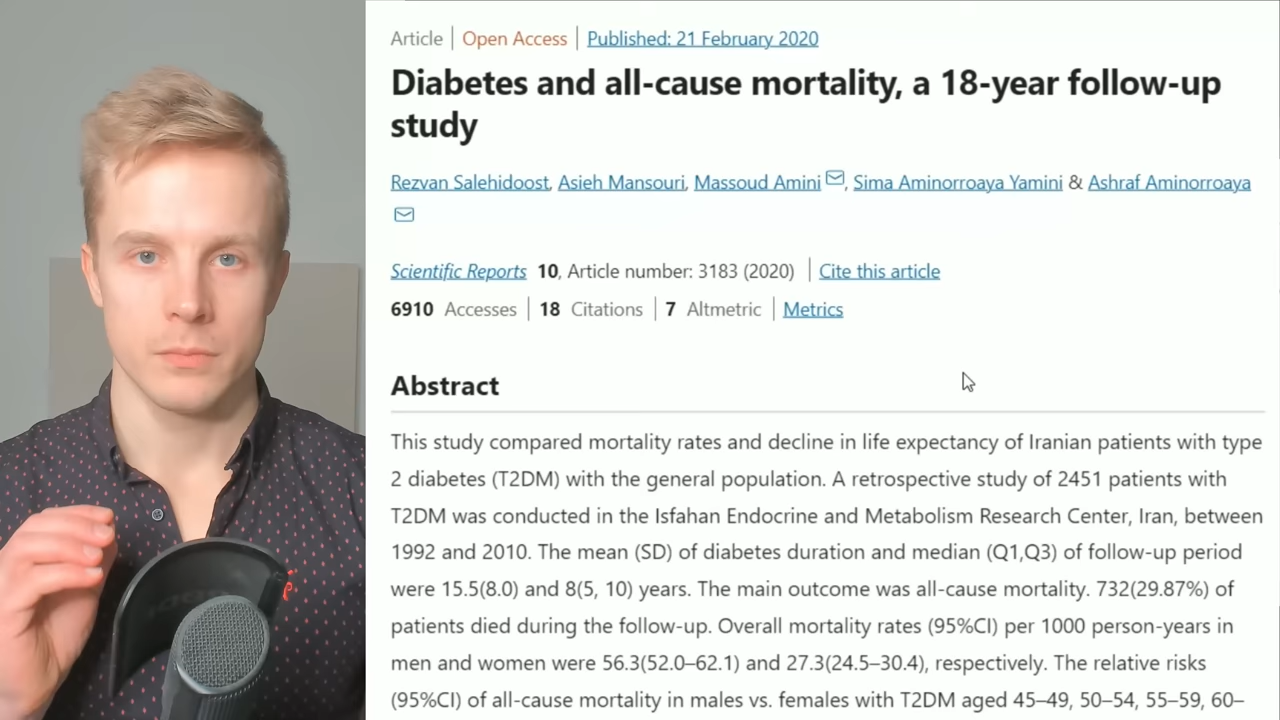 Article | Open Access | Published: 21 February 2020
Diabetes and all-cause mortality, a 18-year follow-up
study
Rezvan Salehidoost, Asieh Mansouri, Massoud Amini, Sima Aminorroaya Yamini & Ashraf Aminorroaya
Scientific Reports 10, Article number: 3183 (2020) | Cite this article
6910 Accesses | 18 Citations | 7 Altmetric | Metrics
Abstract
This study compared mortality rates and decline in life expectancy of Iranian patients with type
2 diabetes (T2DM) with the general population. A retrospective study of 2451 patients with
T2DM was conducted in the Isfahan Endocrine and Metabolism Research Center, Iran, between
1992 and 2010. The mean (SD) of diabetes duration and median (Q1,Q3) of follow-up period
were 15.5(8.0) and 8(5, 10) years. The main outcome was all-cause mortality. 732(29.87%) of
patients died during the follow-up. Overall mortality rates (95%CI) per 1000 person-years in
men and women were 56.3(52.0–62.1) and 27.3(24.5–30.4), respectively. The relative risks
(95%CI) of all-cause mortality in males vs. females with T2DM aged 45–49, 50–54, 55–59, 60–